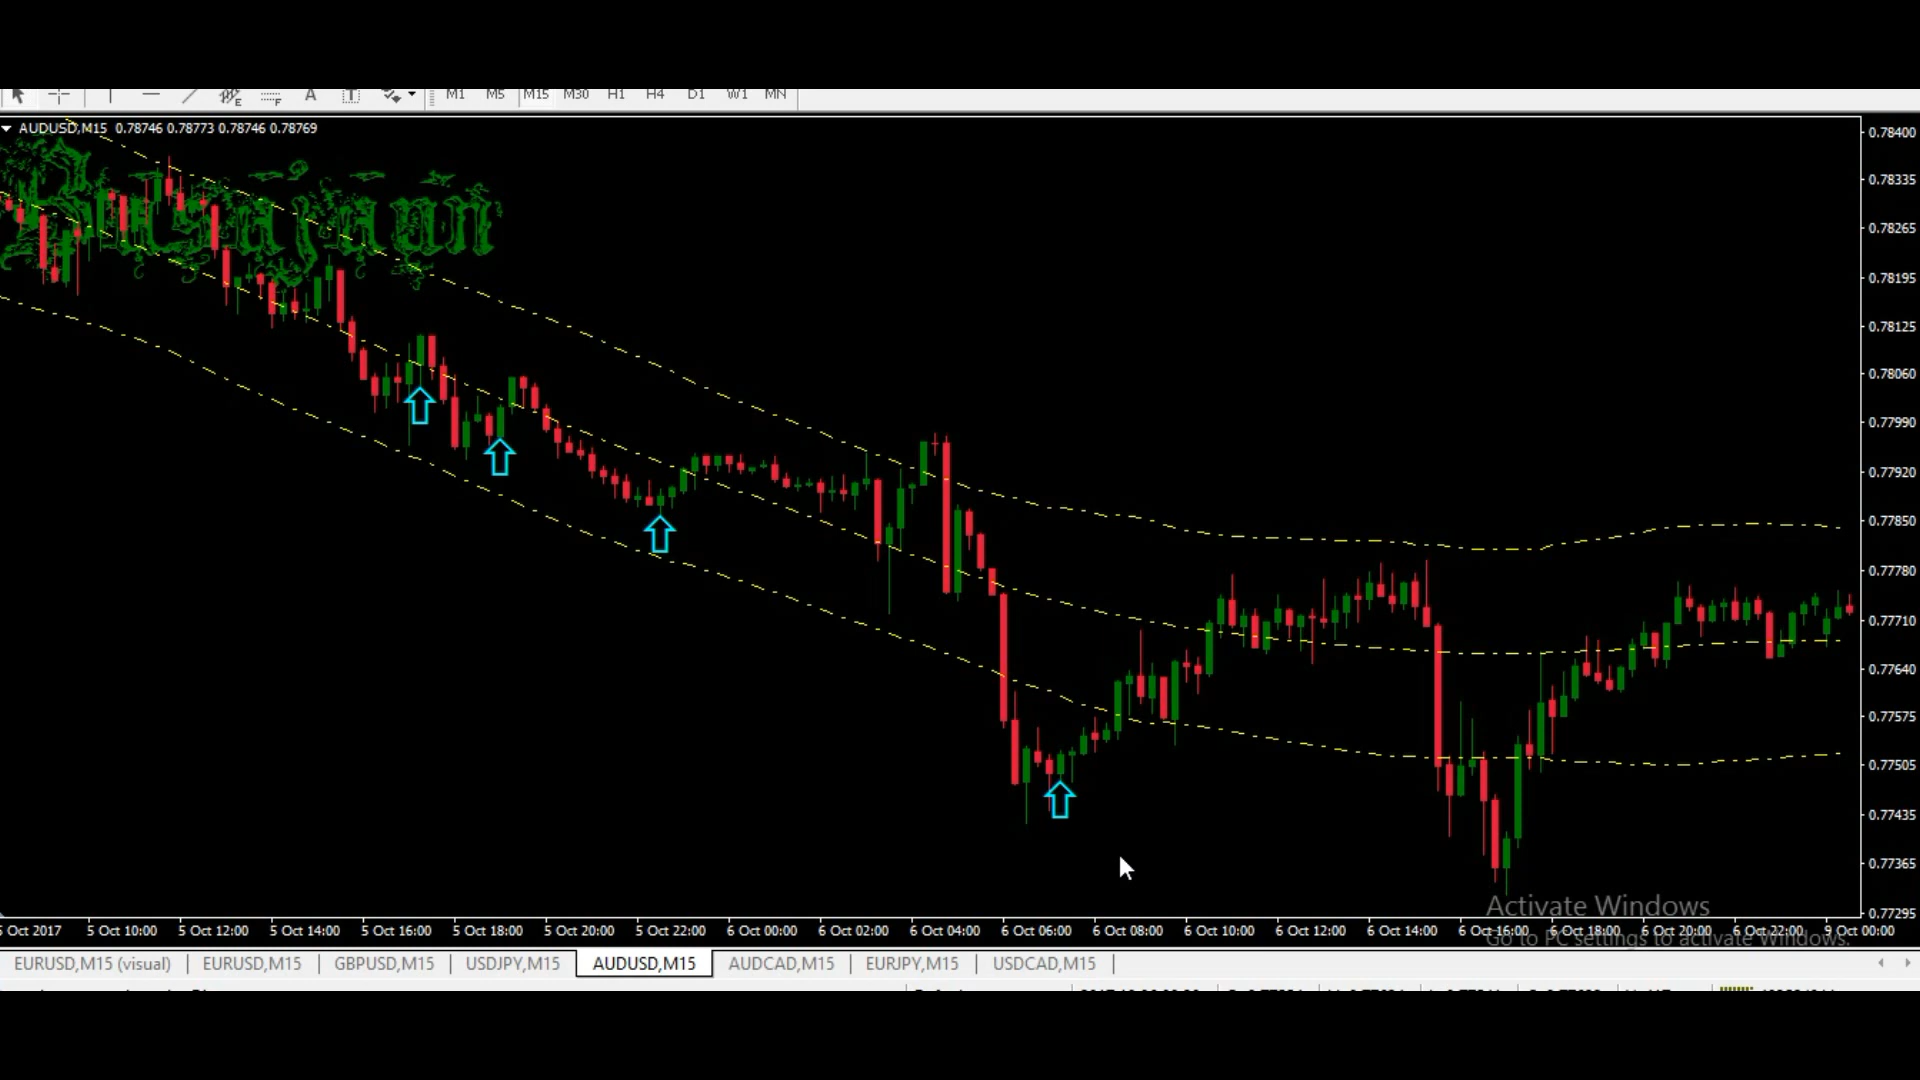 E F A T M1 M5 M15 M30 H1 H4 D1 W1 MN
AUDUSD,M15 0.78746 0.78773 0.78746 0.78769
0.78400
0.78335
0.78265
0.78195
0.78125
0.78060
0.77990
0.77920
0.77850
0.77780
0.77710
0.77640
0.77575
0.77505
0.77435
0.77365
0.77295
Activate Windows
Go to PC settings to activate Windows.
5 Oct 2017 5 Oct 10:00 5 Oct 12:00 5 Oct 14:00 5 Oct 16:00 5 Oct 18:00 5 Oct 20:00 5 Oct 22:00 6 Oct 00:00 6 Oct 02:00 6 Oct 04:00 6 Oct 06:00 6 Oct 08:00 6 Oct 10:00 6 Oct 12:00 6 Oct 14:00 6 Oct 16:00 6 Oct 18:00 6 Oct 20:00 6 Oct 22:00 9 Oct 00:00
EURUSD,M15 (visual) EURUSD,M15 GBPUSD,M15 USDJPY,M15 AUDUSD,M15 AUDCAD,M15 EURJPY,M15 USDCAD,M15